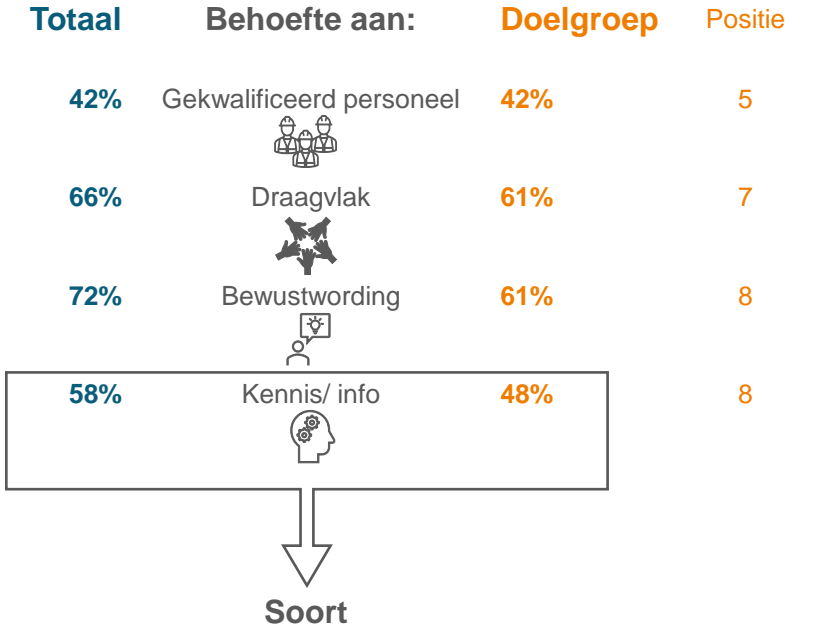 Totaal Behoefte aan: Doelgroep Positie
42% Gekwalificeerd personeel 42% 5
66% Draagvlak 61% 7
72% Bewustwording 61% 8
58% Kennis/ info 48% 8
Soort